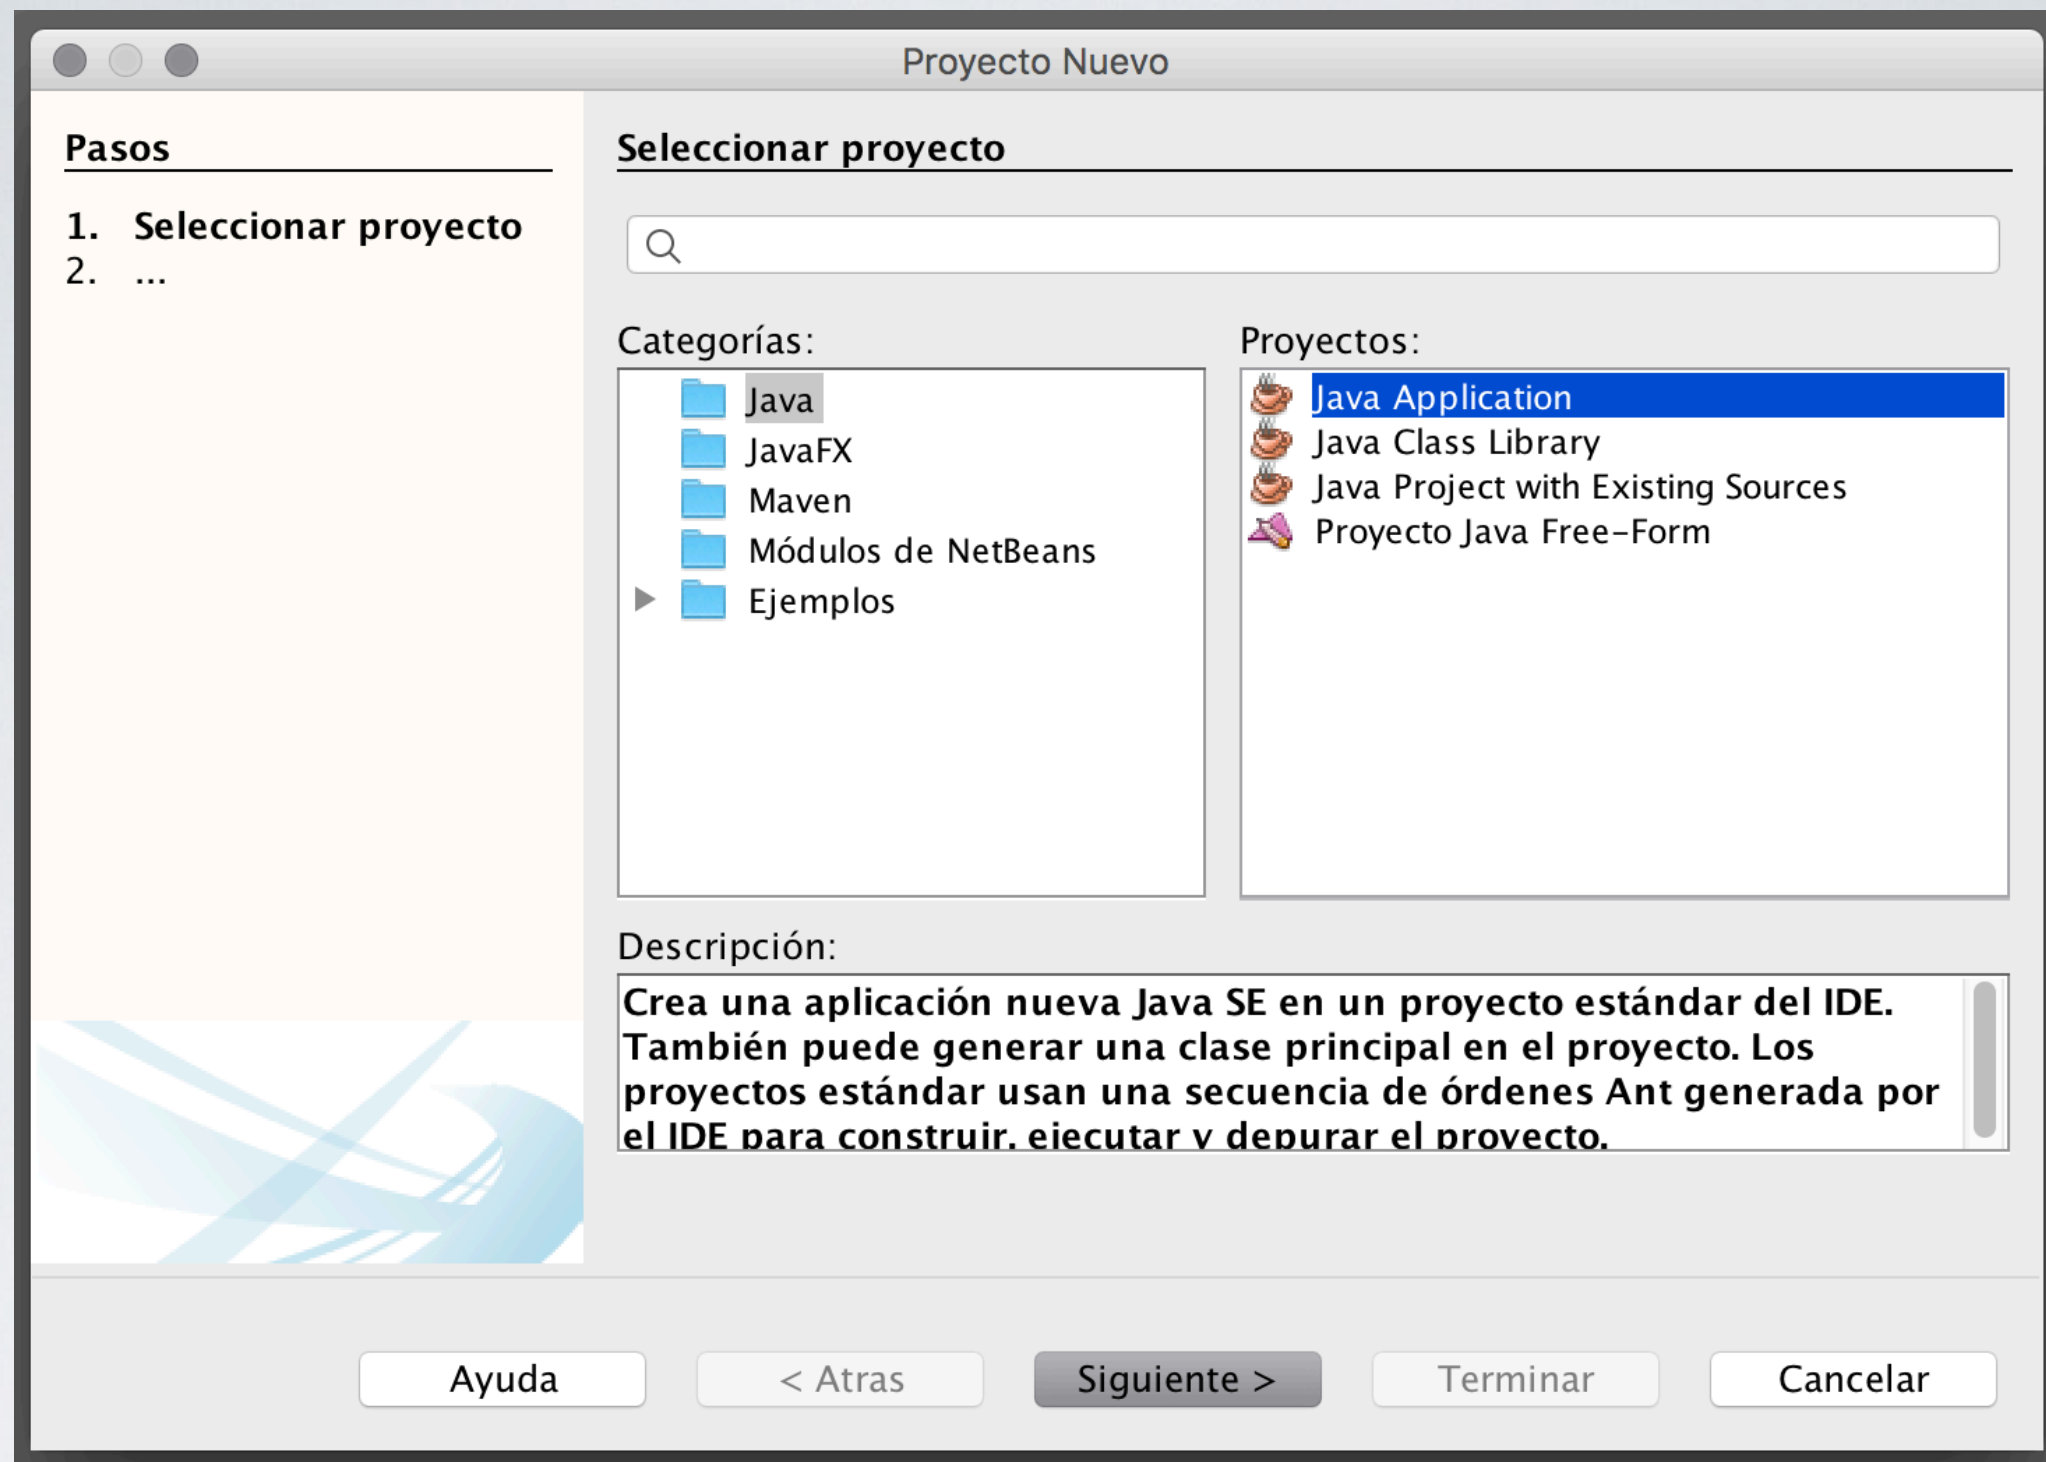 Proyecto Nuevo
Pasos
1. Seleccionar proyecto
2. ...
Seleccionar proyecto
Categorías:
Java
JavaFX
Maven
Módulos de NetBeans
Ejemplos
Proyectos:
Java Application
Java Class Library
Java Project with Existing Sources
Proyecto Java Free-Form
Descripción:
Crea una aplicación nueva Java SE en un proyecto estándar del IDE.
También puede generar una clase principal en el proyecto. Los
proyectos estándar usan una secuencia de órdenes Ant generada por
el IDE para construir, ejecutar y depurar el proyecto.
Ayuda
< Atras
Siguiente >
Terminar
Cancelar